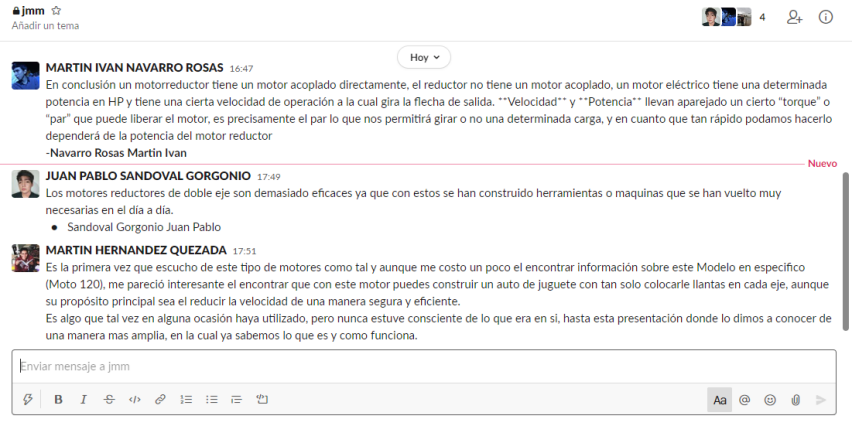 jmm
Añadir un tema
4
Hoy
MARTIN IVAN NAVARRO ROSAS 16:47
En conclusión un motorreductor tiene un motor acoplado directamente, el reductor no tiene un motor acoplado, un motor eléctrico tiene una determinada
potencia en HP y tiene una cierta velocidad de operación a la cual gira la flecha de salida. **Velocidad** y **Potencia** llevan aparejado un cierto “torque” o
“par” que puede liberar el motor, es precisamente el par lo que nos permitirá girar o no una determinada carga, y en cuanto que tan rápido podamos hacerlo
dependerá de la potencia del motor reductor
-Navarro Rosas Martin Ivan
Nuevo
JUAN PABLO SANDOVAL GORGONIO 17:49
Los motores reductores de doble eje son demasiado eficaces ya que con estos se han construido herramientas o maquinas que se han vuelto muy
necesarias en el día a día.
• Sandoval Gorgonio Juan Pablo
MARTIN HERNANDEZ QUEZADA 17:51
Es la primera vez que escucho de este tipo de motores como tal y aunque me costo un poco el encontrar información sobre este Modelo en especifico
(Moto 120), me pareció interesante el encontrar que con este motor puedes construir un auto de juguete con tan solo colocarle llantas en cada eje, aunque
su propósito principal sea el reducir la velocidad de una manera segura y eficiente.
Es algo que tal vez en alguna ocasión haya utilizado, pero nunca estuve consciente de lo que era en si, hasta esta presentación donde lo dimos a conocer de
una manera mas amplia, en la cual ya sabemos lo que es y como funciona.
Enviar mensaje a jmm
B I S </> Aa @